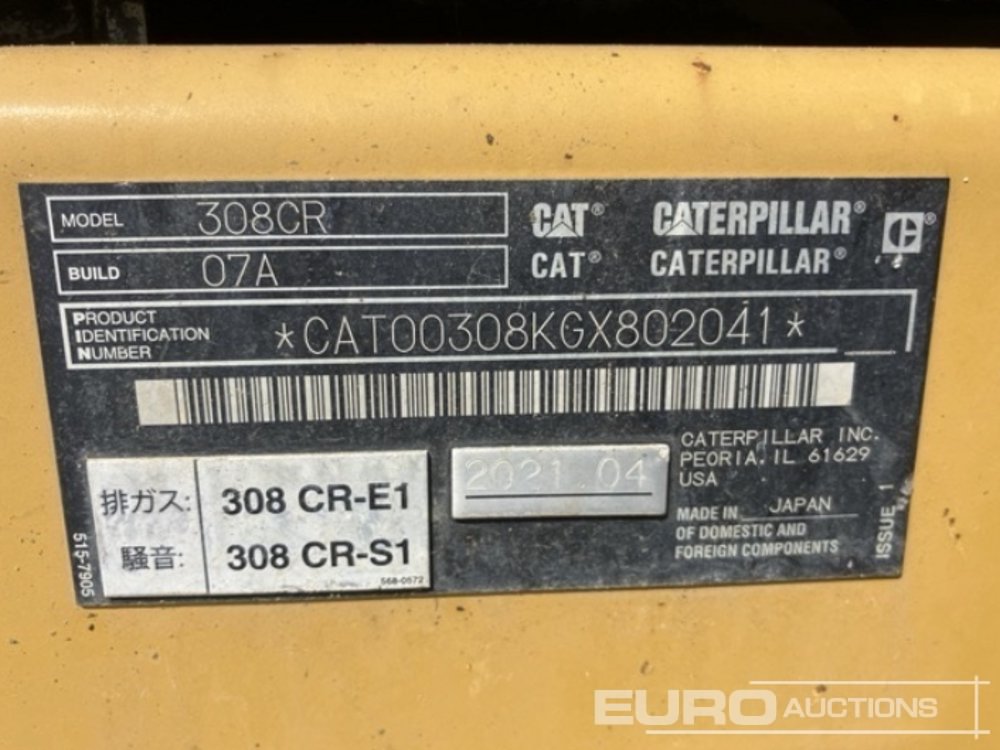 MODEL 308CR
BUILD 07A
CAT® CATERPILLAR® ®
CAT® CATERPILLAR®
PRODUCT
IDENTIFICATION
NUMBER
*CAT00308KGX802041*
排ガス: 308 CR-E1
騒音: 308 CR-S1
568-0572
515-7905
2021 04
CATERPILLAR INC.
PEORIA, IL 61629
USA
MADE IN JAPAN
OF DOMESTIC AND
FOREIGN COMPONENTS
ISSUE 1
EURO AUCTIONS